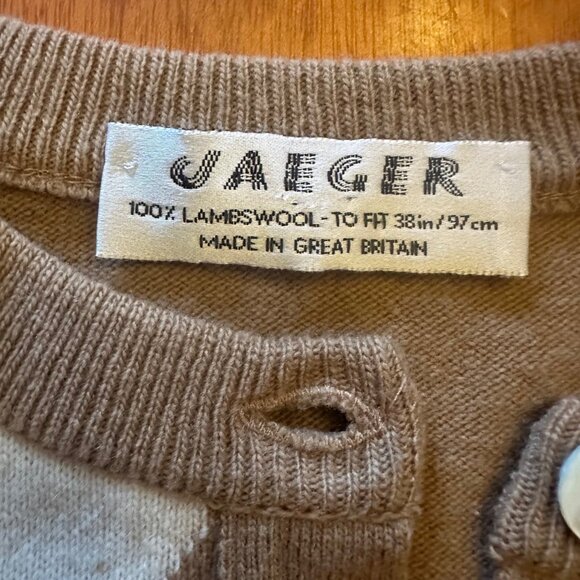 JAEGER
100% LAMBSWOOL-TO FIT 38in/97cm
MADE IN GREAT BRITAIN